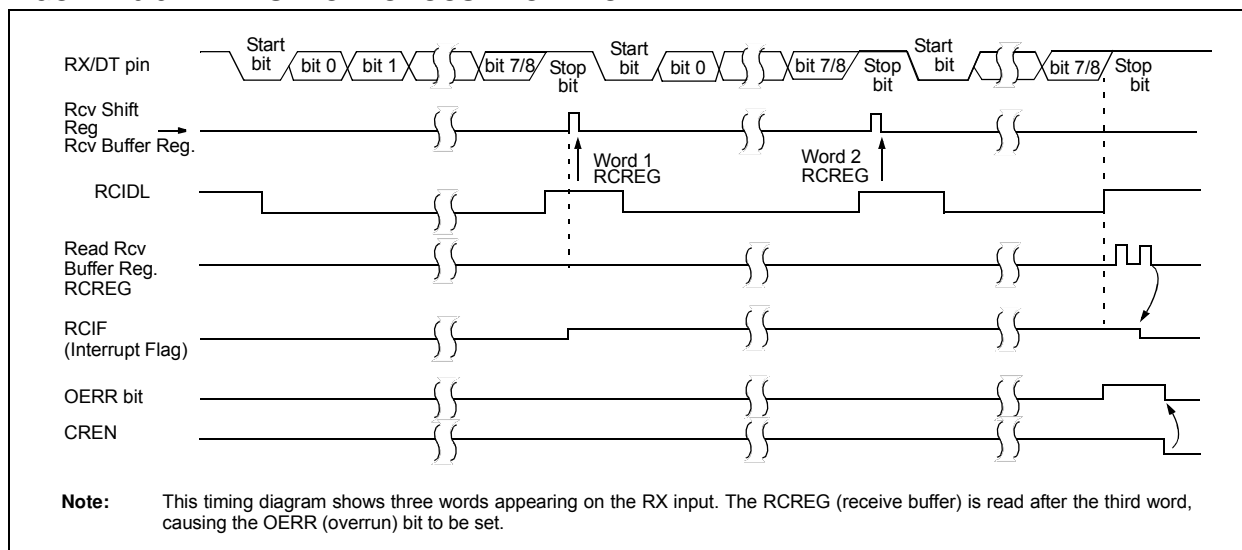 RX/DT pin
Start
bit
bit 0
bit 1
bit 7/8
Stop
bit
Start
bit
bit 0
bit 7/8
Stop
bit
Start
bit
bit 7/8
Stop
bit
Rcv Shift
Reg
Rcv Buffer Reg.
Word 1
RCREG
Word 2
RCREG
RCIDL
Read Rcv
Buffer Reg.
RCREG
RCIF
(Interrupt Flag)
OERR bit
CREN
Note: This timing diagram shows three words appearing on the RX input. The RCREG (receive buffer) is read after the third word,
causing the OERR (overrun) bit to be set.